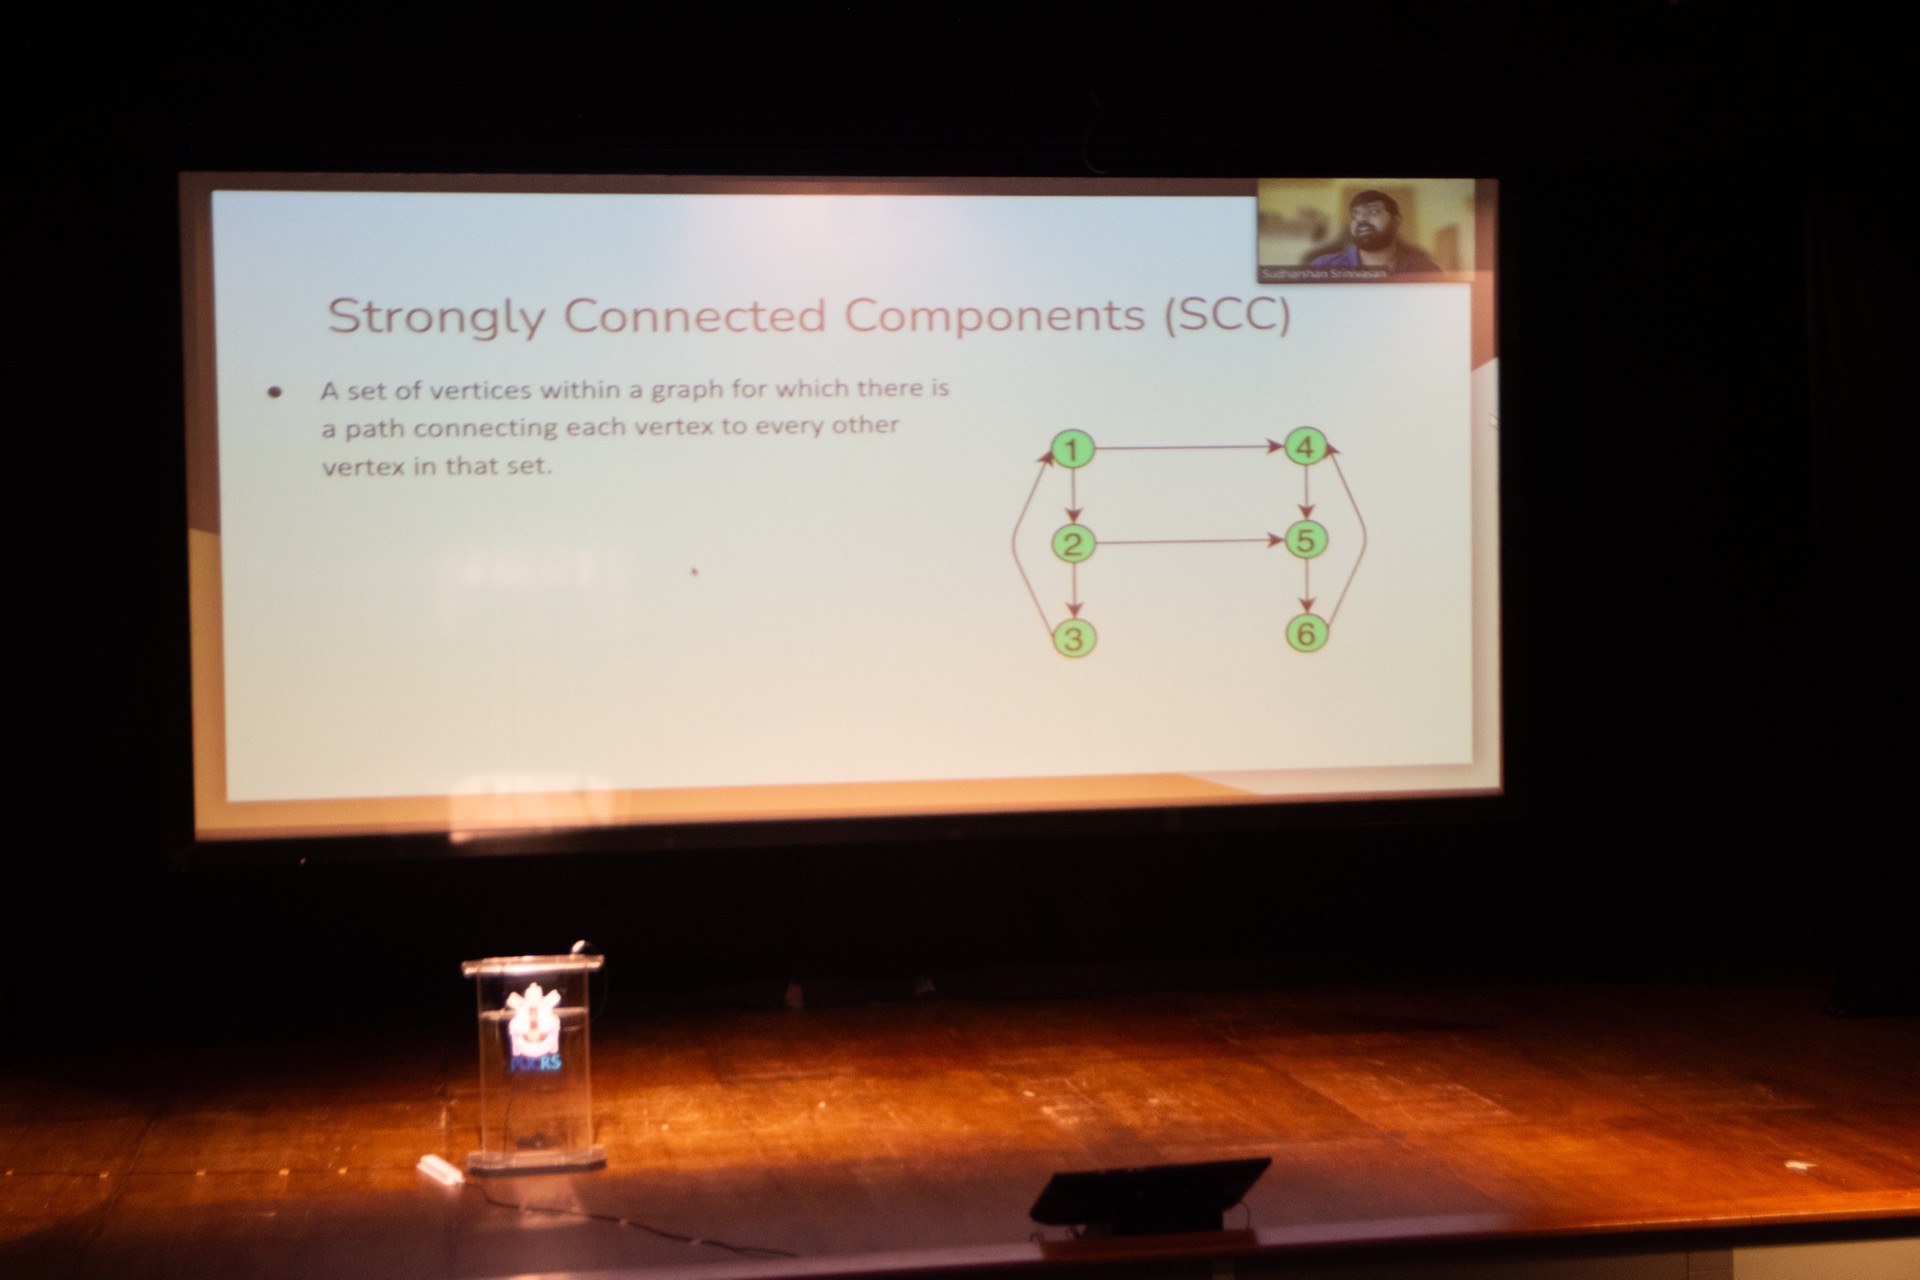 Sudharshan Srinivasan
Strongly Connected Components (SCC)
● A set of vertices within a graph for which there is
a path connecting each vertex to every other
vertex in that set.
1 4
2 5
3 6
PUCRS